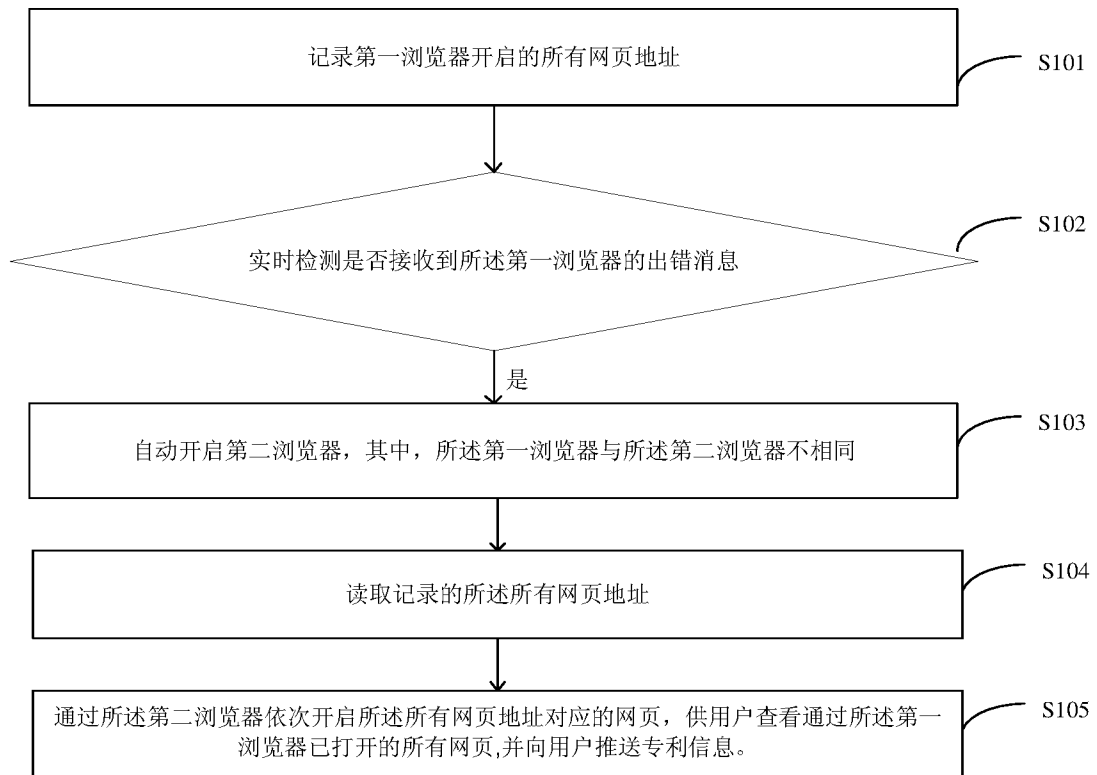 记录第一浏览器开启的所有网页地址
S101
实时检测是否接收到所述第一浏览器的出错消息
S102
是
自动开启第二浏览器，其中，所述第一浏览器与所述第二浏览器不相同
S103
读取记录的所述所有网页地址
S104
通过所述第二浏览器依次开启所述所有网页地址对应的网页，供用户查看通过所述第一
浏览器已打开的所有网页,并向用户推送专利信息。
S105